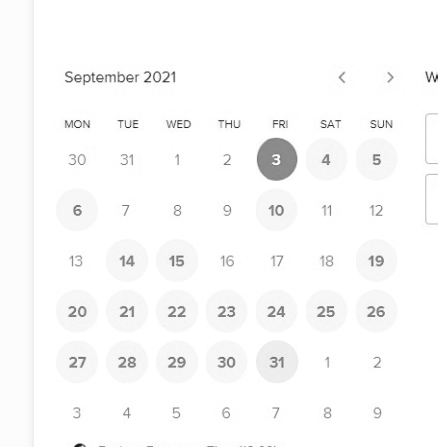 September 2021
W
MON TUE WED THU FRI SAT SUN
30 31 1 2 3 4 5
6 7 8 9 10 11 12
13 14 15 16 17 18 19
20 21 22 23 24 25 26
27 28 29 30 31 1 2
3 4 5 6 7 8 9